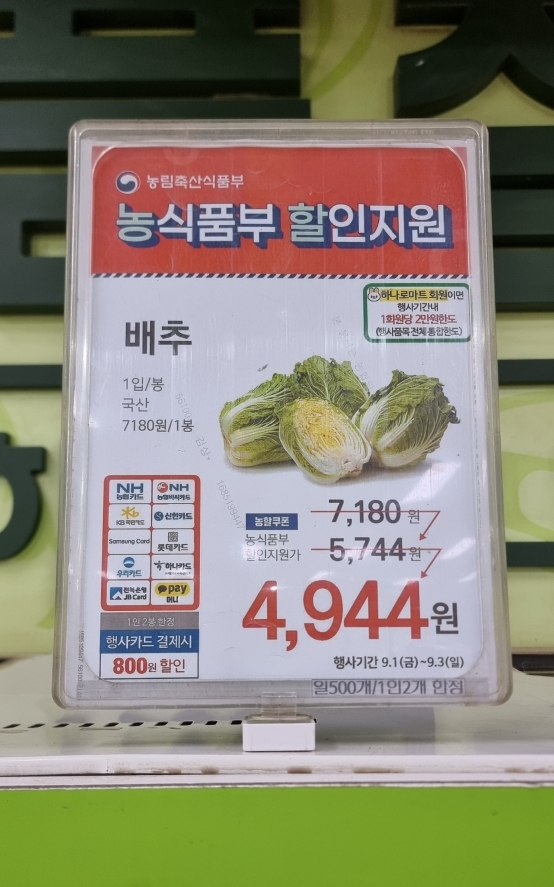 농림축산식품부
농식품부 할인지원
하나로마트 회원이면
행사기간내
1회원당 2만원한도
(행사품목 전체 통합한도)
배추
1입/봉
국산
7180원/1봉
NH
농협카드
NH
농협비씨카드
KB 국민카드
신한카드
Samsung Card
롯데카드
우리카드
하나카드
전북은행
JB Card
pay
머니
1인 2봉 한정
행사카드 결제시
800원 할인
농할쿠폰
7,180 원
농식품부
할인지원가
5,744 원
4,944원
행사기간 9.1(금) ~9.3(일)
일500개/1인2개 한정